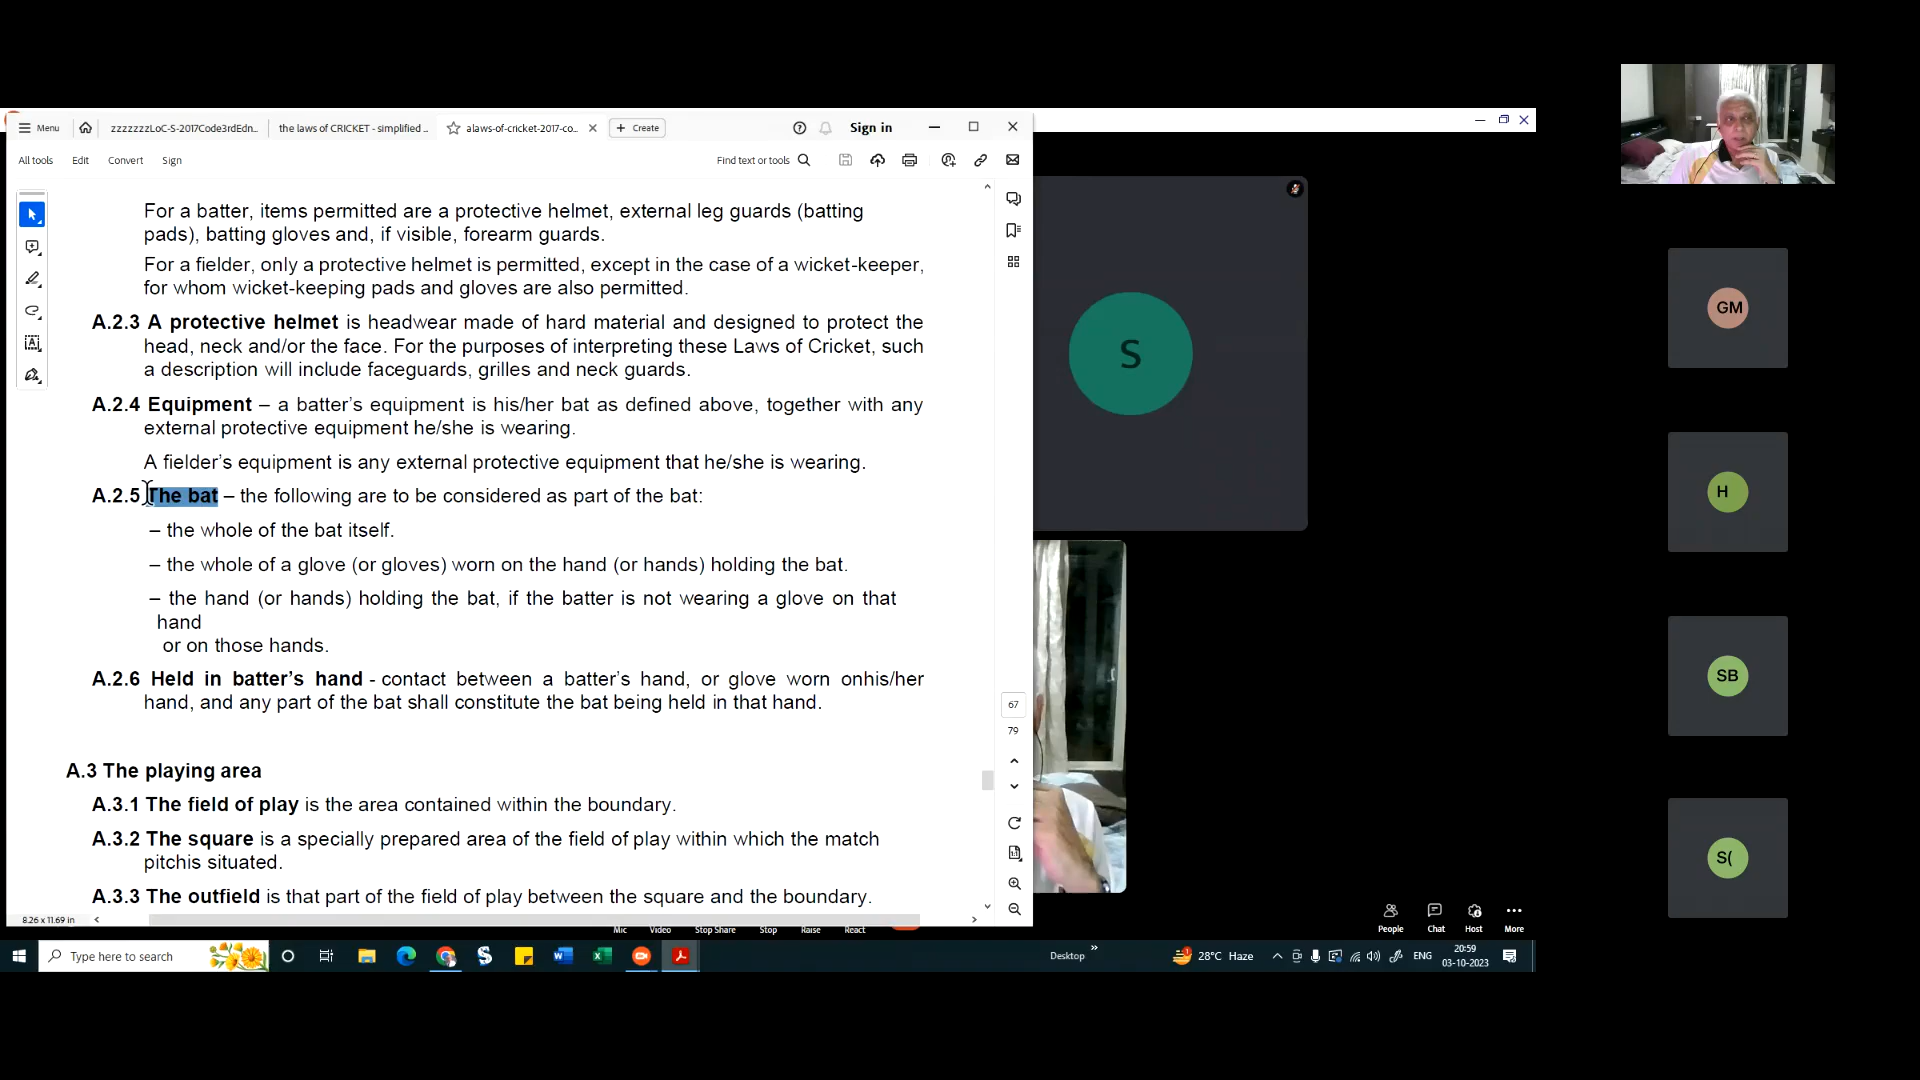 Menu
zzzzzzzLoC-S-2017Code3rdEdn...
the laws of CRICKET - simplified ...
alaws-of-cricket-2017-co...
Create
Sign in
All tools
Edit
Convert
Sign
Find text or tools
For a batter, items permitted are a protective helmet, external leg guards (batting
pads), batting gloves and, if visible, forearm guards.
For a fielder, only a protective helmet is permitted, except in the case of a wicket-keeper,
for whom wicket-keeping pads and gloves are also permitted.
A.2.3 A protective helmet is headwear made of hard material and designed to protect the
head, neck and/or the face. For the purposes of interpreting these Laws of Cricket, such
a description will include faceguards, grilles and neck guards.
A.2.4 Equipment – a batter's equipment is his/her bat as defined above, together with any
external protective equipment he/she is wearing.
A fielder's equipment is any external protective equipment that he/she is wearing.
A.2.5 The bat – the following are to be considered as part of the bat:
– the whole of the bat itself.
– the whole of a glove (or gloves) worn on the hand (or hands) holding the bat.
– the hand (or hands) holding the bat, if the batter is not wearing a glove on that
hand
or on those hands.
A.2.6 Held in batter's hand - contact between a batter's hand, or glove worn onhis/her
hand, and any part of the bat shall constitute the bat being held in that hand.
A.3 The playing area
A.3.1 The field of play is the area contained within the boundary.
A.3.2 The square is a specially prepared area of the field of play within which the match
pitchis situated.
A.3.3 The outfield is that part of the field of play between the square and the boundary.
67
79
8.26 x 11.69 in
S
GM
H
SB
S(
Mic
Video
Stop Share
Stop
Raise
React
People
Chat
Host
More
Type here to search
Desktop
28°C Haze
ENG
20:59
03-10-2023